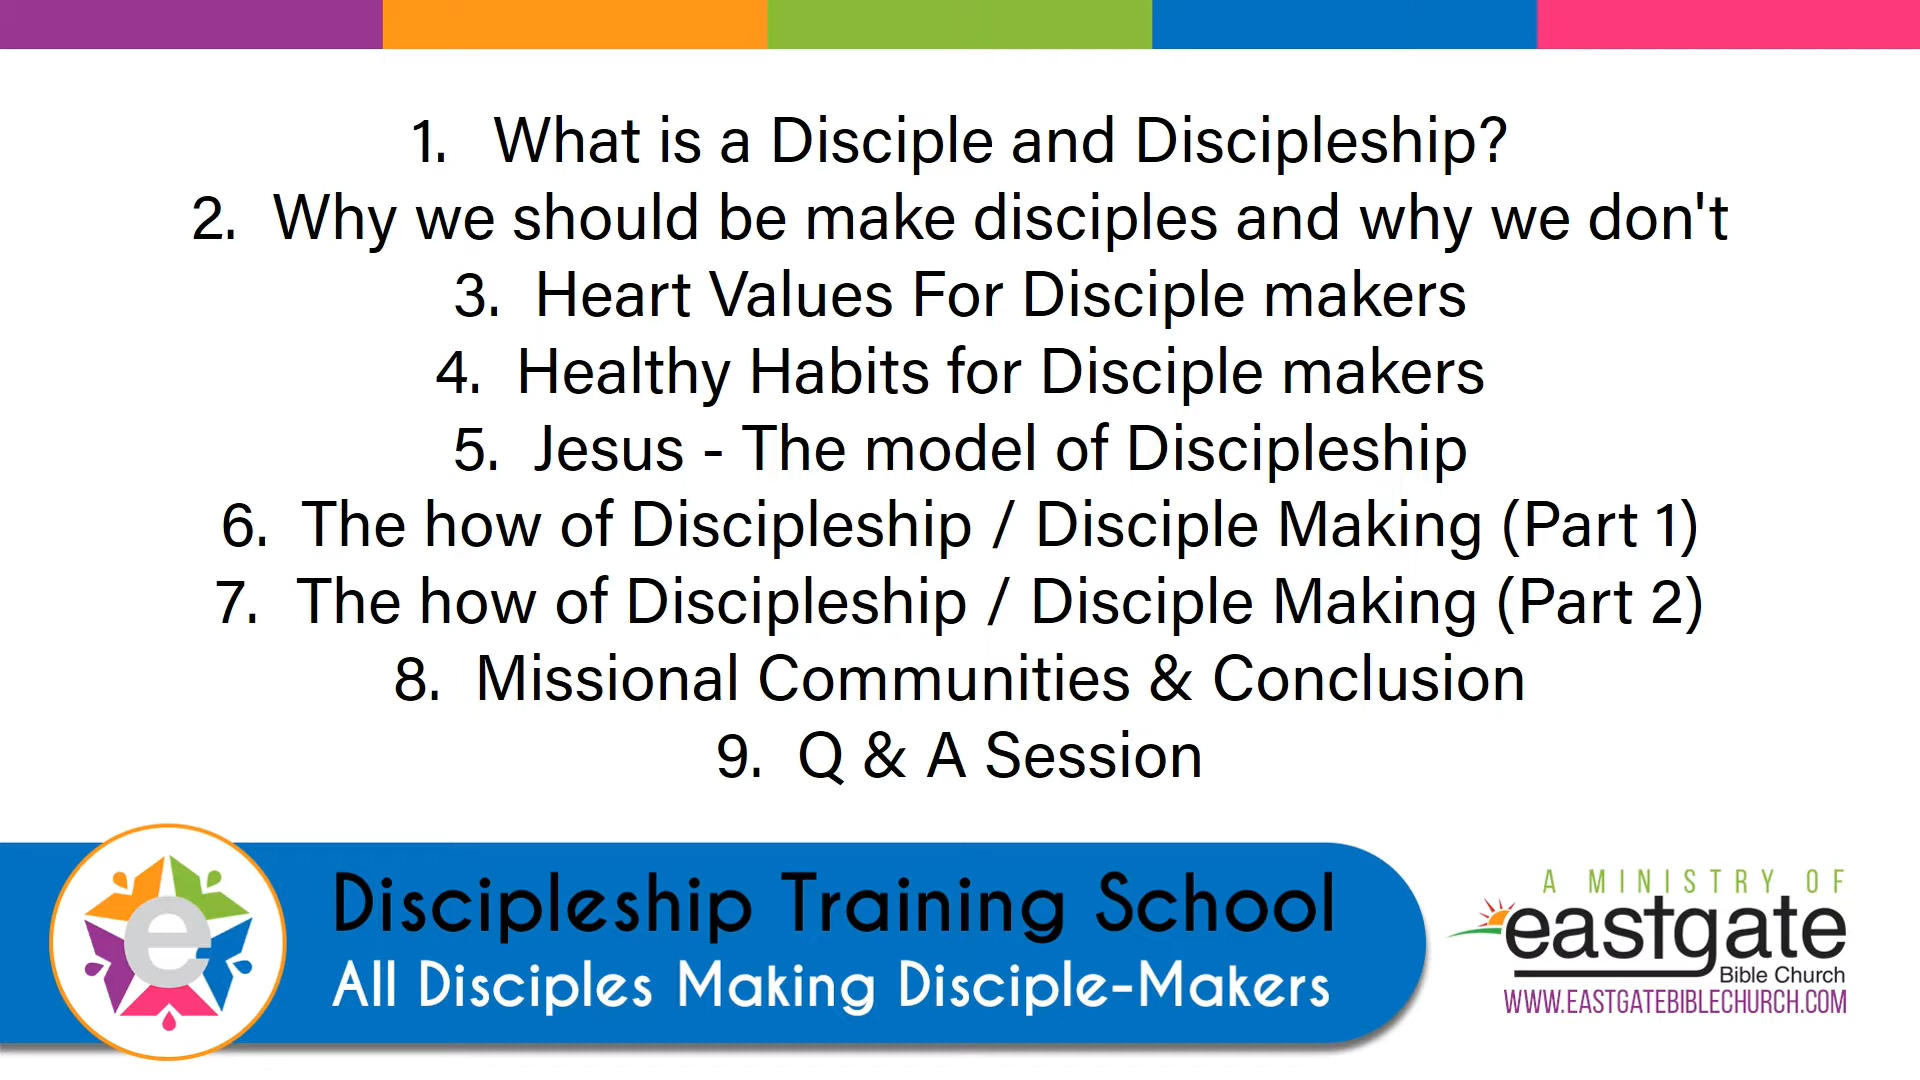 1. What is a Disciple and Discipleship?
2. Why we should be make disciples and why we don't
3. Heart Values For Disciple makers
4. Healthy Habits for Disciple makers
5. Jesus - The model of Discipleship
6. The how of Discipleship / Disciple Making (Part 1)
7. The how of Discipleship / Disciple Making (Part 2)
8. Missional Communities & Conclusion
9. Q & A Session
e
Discipleship Training School
All Disciples Making Disciple-Makers
A MINISTRY OF
eastgate
Bible Church
WWW.EASTGATEBIBLECHURCH.COM